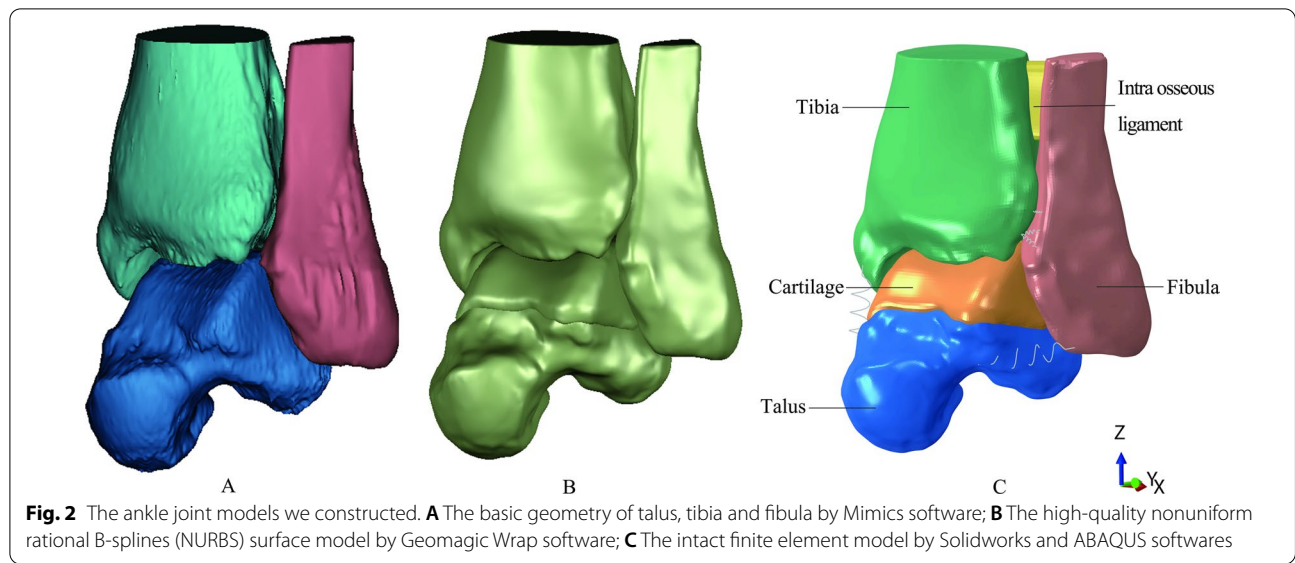 Tibia
Intra osseous
ligament
Cartilage
Fibula
Talus
Z
Y
X
A
B
C
Fig. 2 The ankle joint models we constructed. A The basic geometry of talus, tibia and fibula by Mimics software; B The high-quality nonuniform
rational B-splines (NURBS) surface model by Geomagic Wrap software; C The intact finite element model by Solidworks and ABAQUS softwares